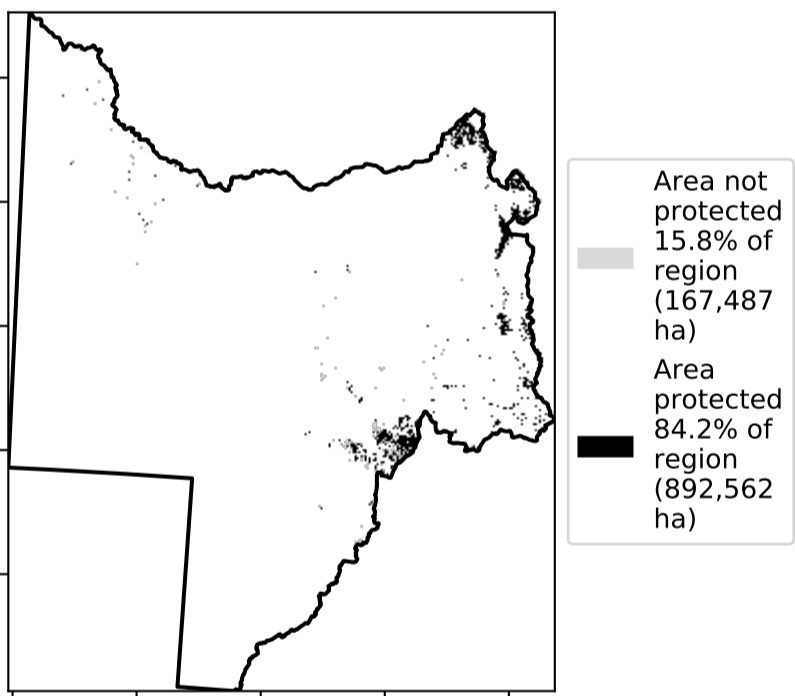 Area not
protected
15.8% of
region
(167,487
ha)
Area
protected
84.2% of
region
(892,562
ha)